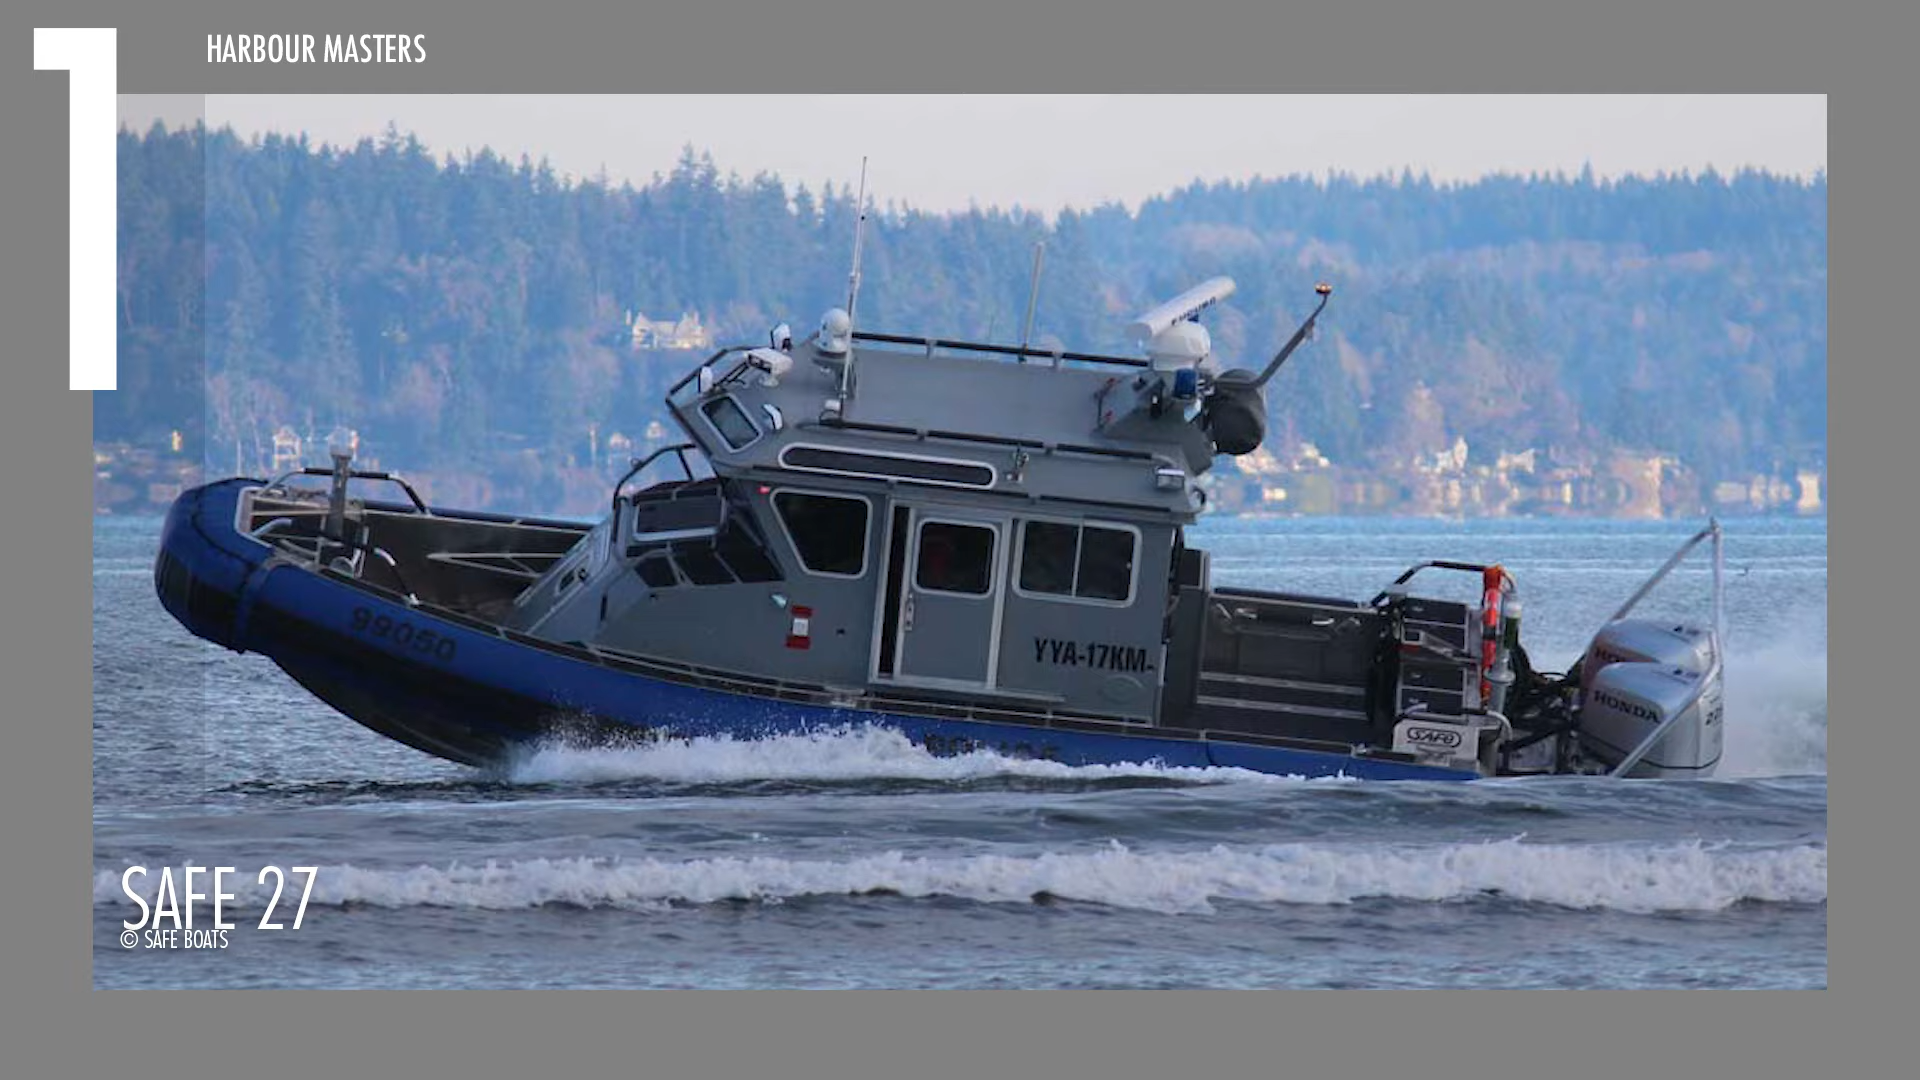 1
HARBOUR MASTERS
99050
YYA-17KM-
HONDA
SAFE
SAFE 27
© SAFE BOATS